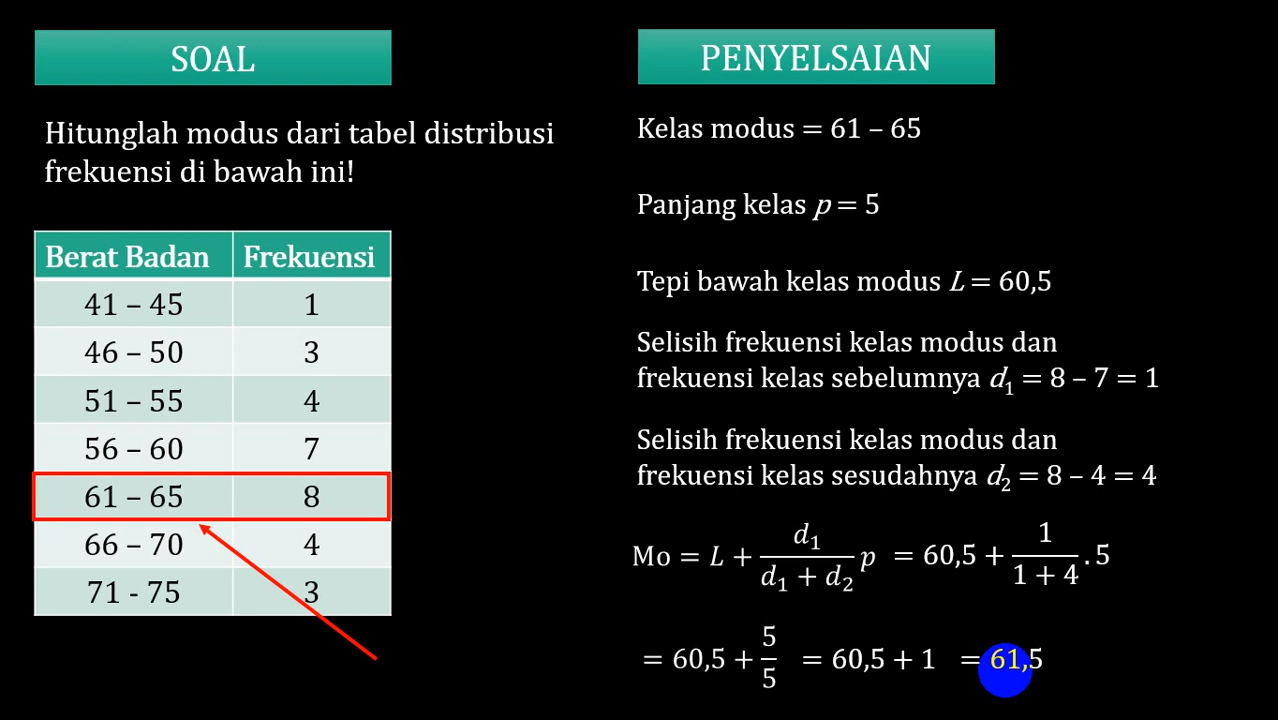 SOAL
Hitunglah modus dari tabel distribusi
frekuensi di bawah ini!
Berat Badan Frekuensi
41 – 45 1
46 – 50 3
51 – 55 4
56 – 60 7
61 – 65 8
66 – 70 4
71 - 75 3
PENYELSAIAN
Kelas modus = 61 – 65
Panjang kelas p = 5
Tepi bawah kelas modus L = 60,5
Selisih frekuensi kelas modus dan
frekuensi kelas sebelumnya d₁ = 8 – 7 = 1
Selisih frekuensi kelas modus dan
frekuensi kelas sesudahnya d₂ = 8 – 4 = 4
Mo = L + d₁/(d₁ + d₂) p = 60,5 + 1/(1 + 4) . 5
= 60,5 + 5/5 = 60,5 + 1 = 61,5